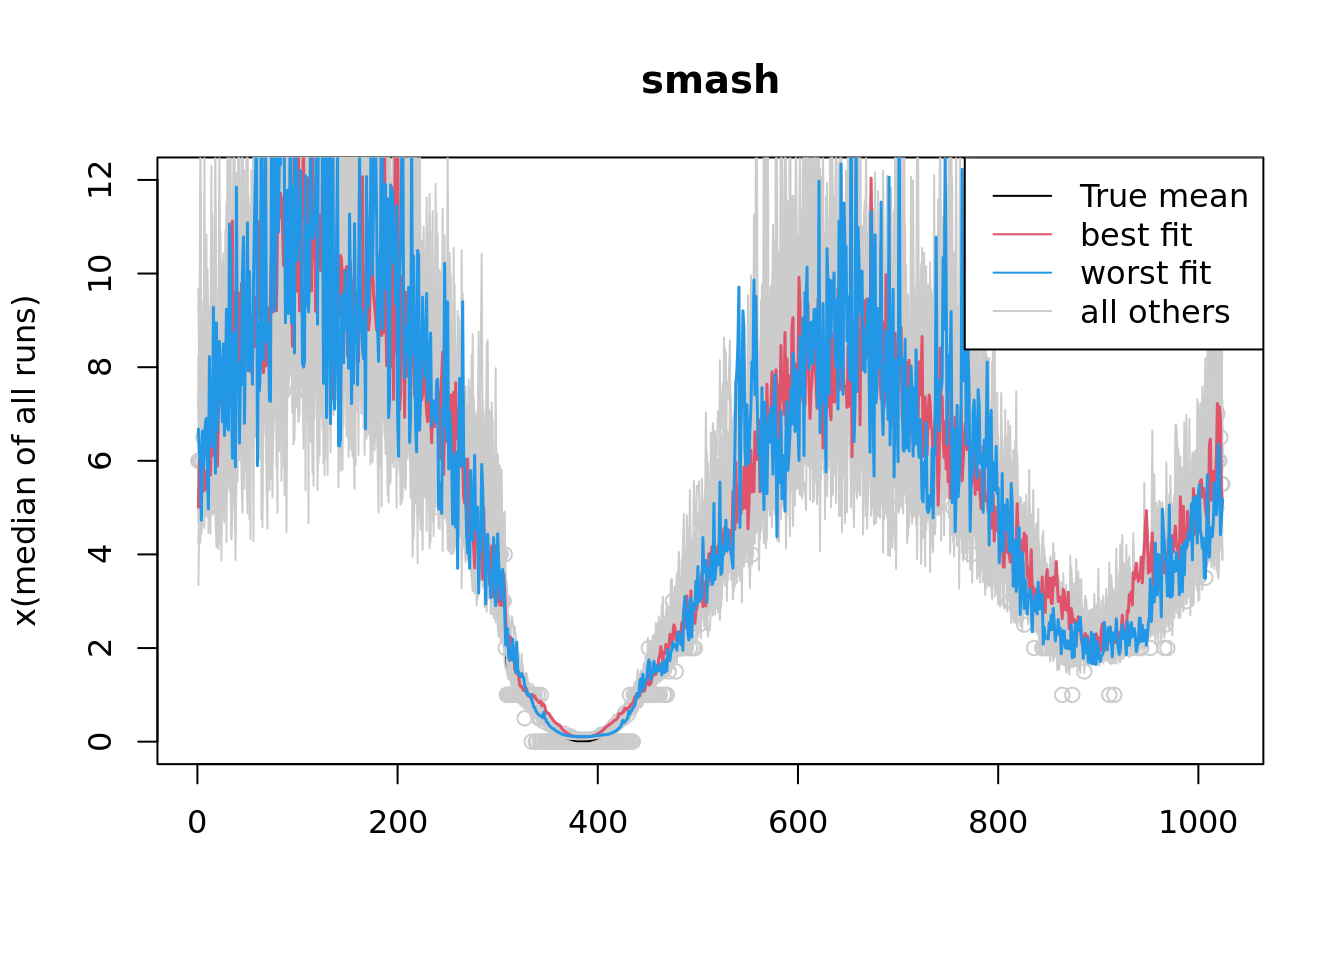 smash
x(median of all runs)
12
10
8
6
4
2
0
True mean
best fit
worst fit
all others
0 200 400 600 800 1000